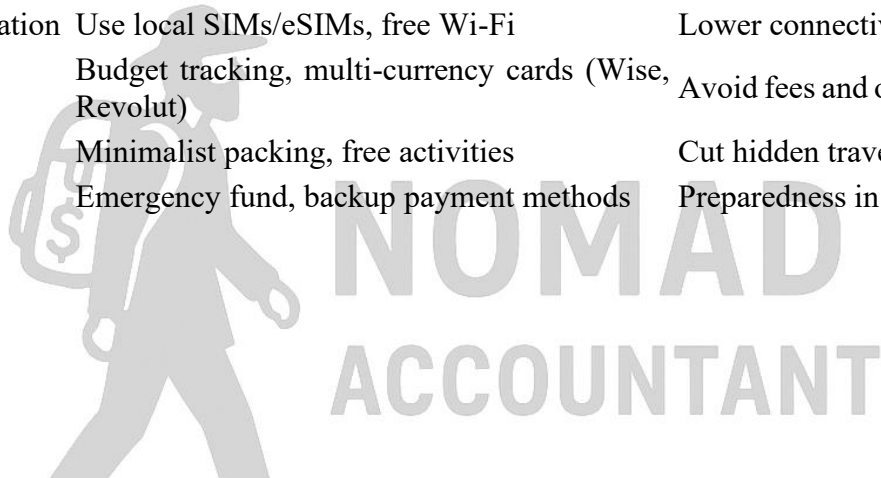 ation Use local SIMs/eSIMs, free Wi-Fi Lower connectiv
Budget tracking, multi-currency cards (Wise,
Revolut) Avoid fees and o
Minimalist packing, free activities Cut hidden trave
Emergency fund, backup payment methods Preparedness in
$
NOMAD
ACCOUNTANT